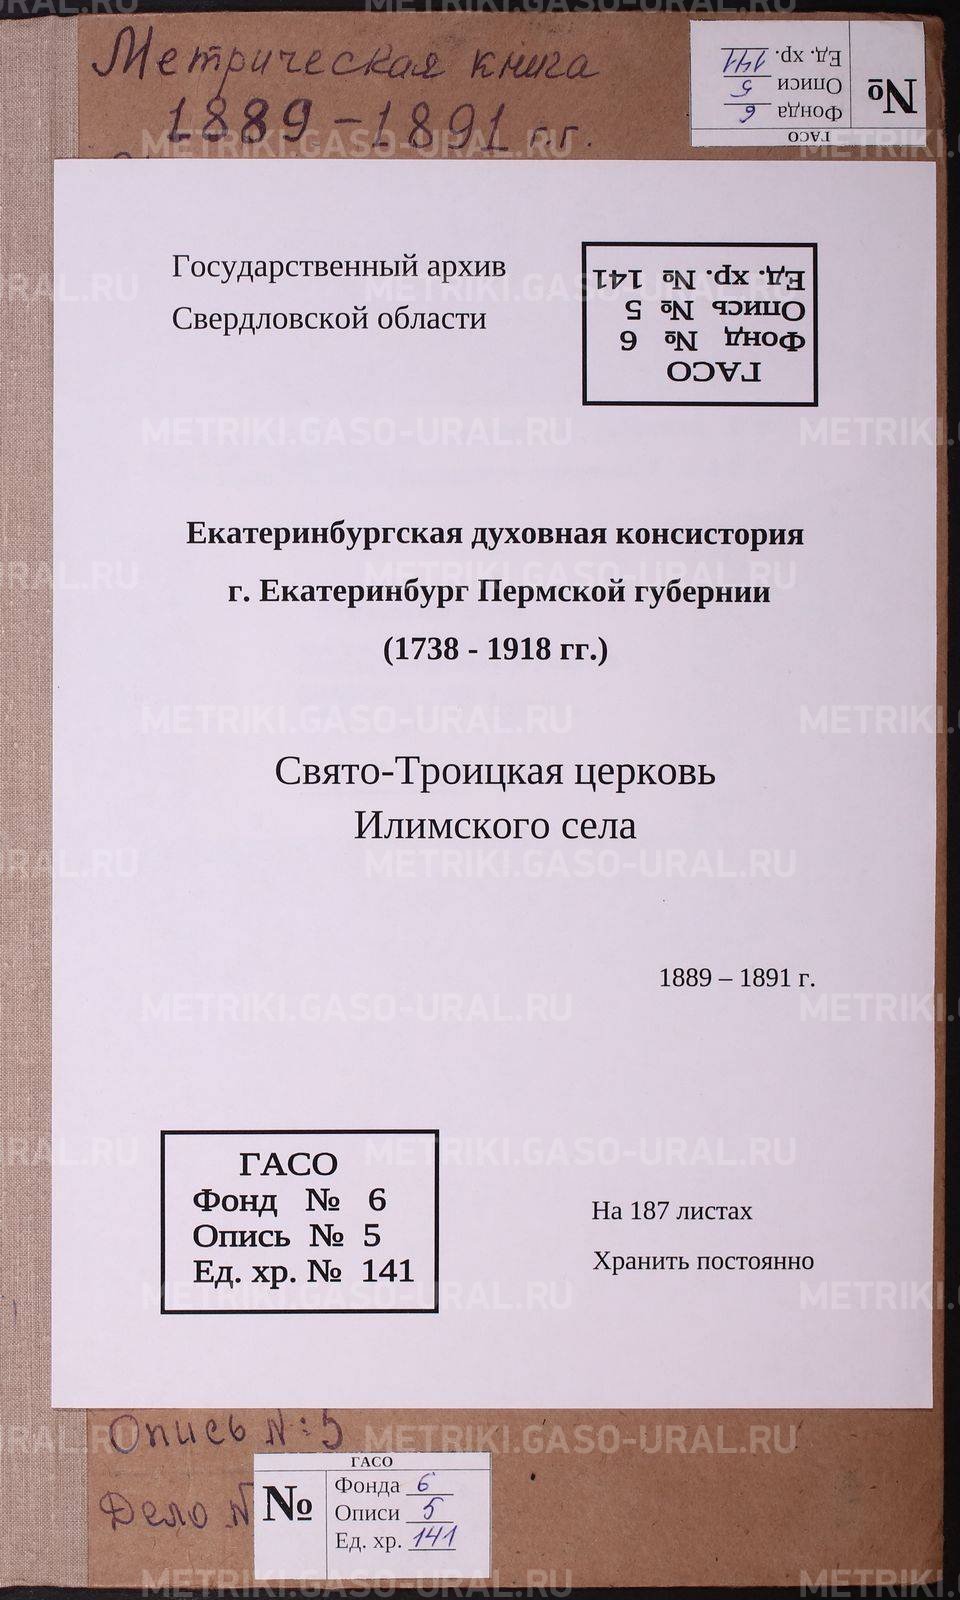 Метрическая книга
1889-1891 гг.
ГАСО
№
Фонда 6
Описи 5
Ед. хр. 141
Государственный архив
Свердловской области
ГАСО
Фонд № 6
Опись № 5
Ед. хр. № 141
Екатеринбургская духовная консистория
г. Екатеринбург Пермской губернии
(1738 - 1918 гг.)
Свято-Троицкая церковь
Илимского села
1889 – 1891 г.
ГАСО
Фонд № 6
Опись № 5
Ед. хр. № 141
На 187 листах
Хранить постоянно
Опись №: 5
Дело №
ГАСО
№
Фонда 6
Описи 5
Ед. хр. 141
METRIKI.GASO-URAL.RU